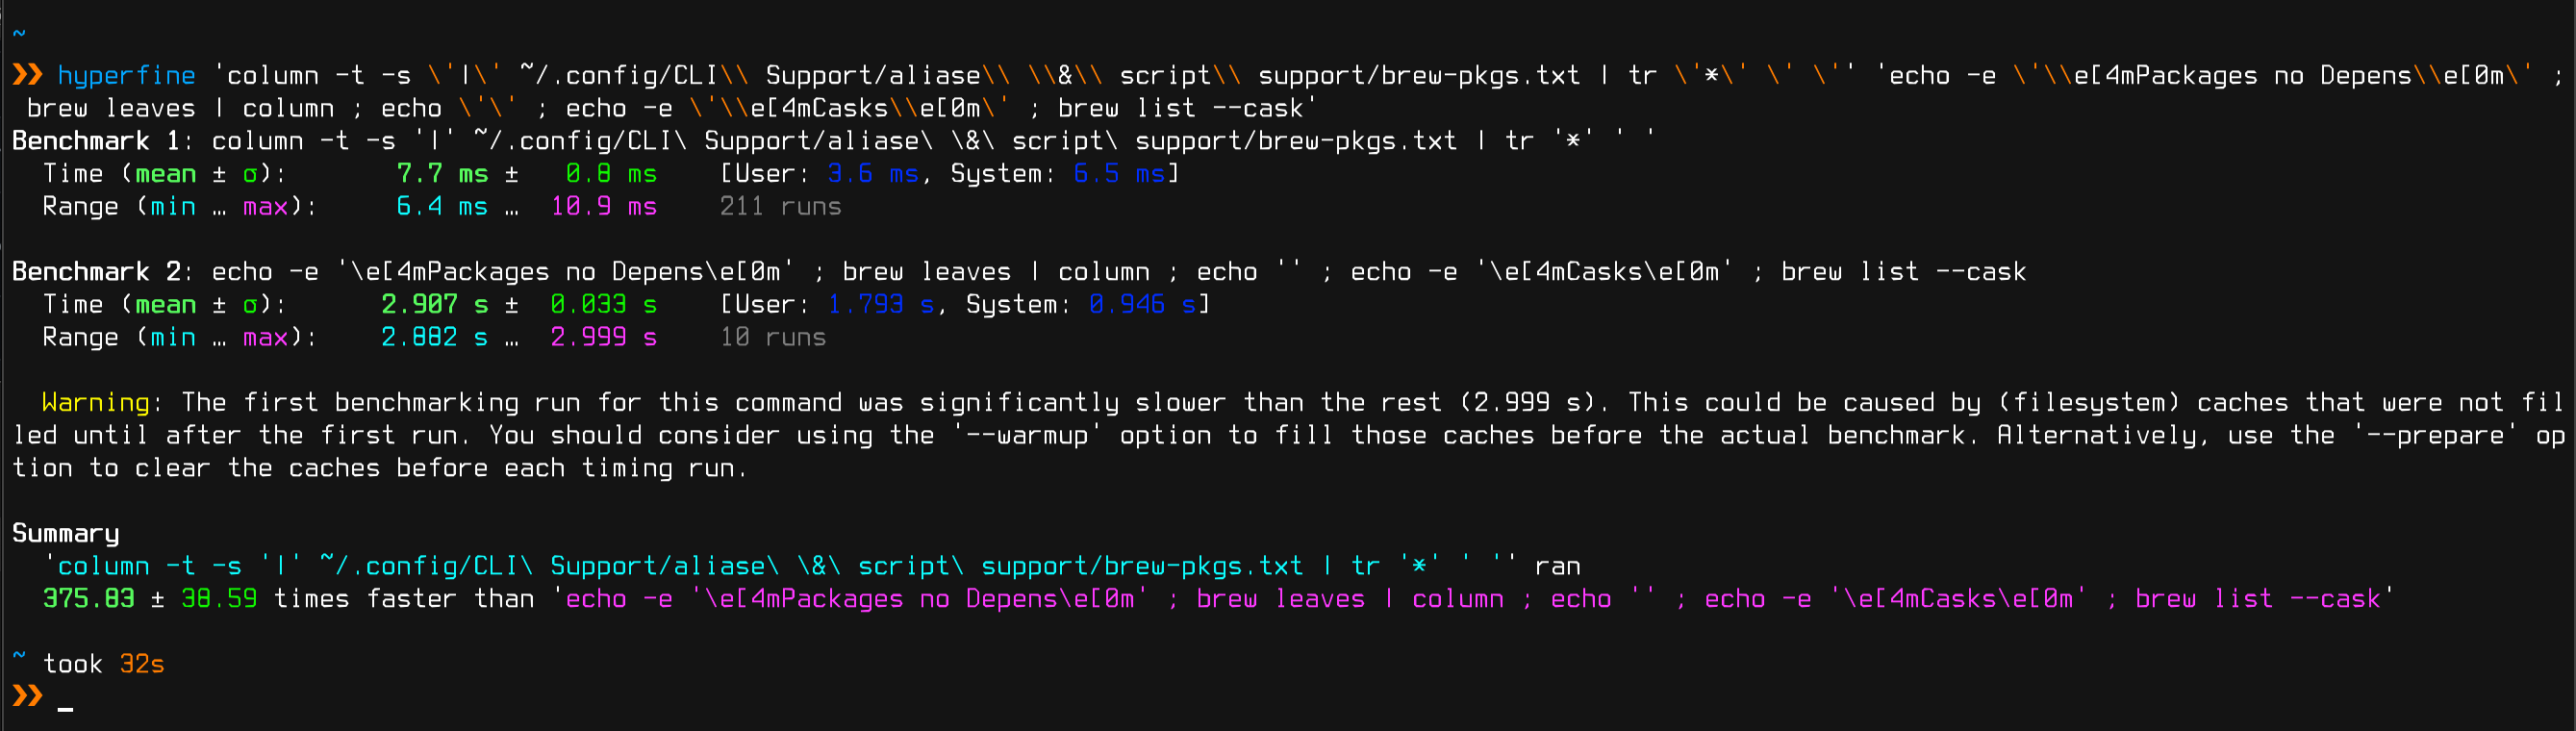 ~
❯❯ hyperfine 'column -t -s \'|\' ~/.config/CLI\\ Support/aliase\\ \\&\\ script\\ support/brew-pkgs.txt | tr \'*\' \' \'' 'echo -e \'\\e[4mPackages no Depens\\e[0m\' ;
brew leaves | column ; echo \'\' ; echo -e \'\\e[4mCasks\\e[0m\' ; brew list --cask'
Benchmark 1: column -t -s '|' ~/.config/CLI\ Support/aliase\ \&\ script\ support/brew-pkgs.txt | tr '*' ' '
Time (mean ± σ): 7.7 ms ± 0.8 ms [User: 3.6 ms, System: 6.5 ms]
Range (min … max): 6.4 ms … 10.9 ms 211 runs
Benchmark 2: echo -e '\e[4mPackages no Depens\e[0m' ; brew leaves | column ; echo '' ; echo -e '\e[4mCasks\e[0m' ; brew list --cask
Time (mean ± σ): 2.907 s ± 0.033 s [User: 1.793 s, System: 0.946 s]
Range (min … max): 2.882 s … 2.999 s 10 runs
Warning: The first benchmarking run for this command was significantly slower than the rest (2.999 s). This could be caused by (filesystem) caches that were not fil
led until after the first run. You should consider using the '--warmup' option to fill those caches before the actual benchmark. Alternatively, use the '--prepare' op
tion to clear the caches before each timing run.
Summary
'column -t -s '|' ~/.config/CLI\ Support/aliase\ \&\ script\ support/brew-pkgs.txt | tr '*' ' '' ran
375.83 ± 38.59 times faster than 'echo -e '\e[4mPackages no Depens\e[0m' ; brew leaves | column ; echo '' ; echo -e '\e[4mCasks\e[0m' ; brew list --cask'
~ took 32s
❯❯ _